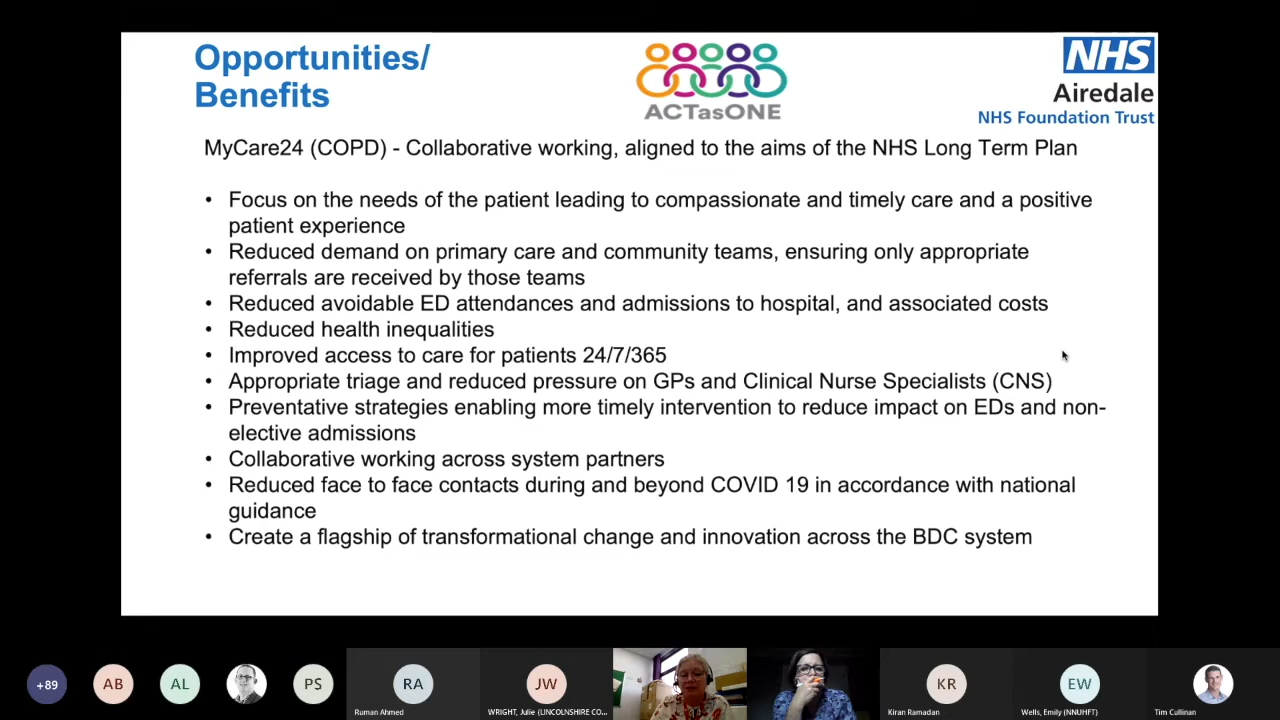 Opportunities/
Benefits
ACTasONE
NHS
Airedale
NHS Foundation Trust
MyCare24 (COPD) - Collaborative working, aligned to the aims of the NHS Long Term Plan
• Focus on the needs of the patient leading to compassionate and timely care and a positive
patient experience
• Reduced demand on primary care and community teams, ensuring only appropriate
referrals are received by those teams
• Reduced avoidable ED attendances and admissions to hospital, and associated costs
• Reduced health inequalities
• Improved access to care for patients 24/7/365
• Appropriate triage and reduced pressure on GPs and Clinical Nurse Specialists (CNS)
• Preventative strategies enabling more timely intervention to reduce impact on EDs and non-
elective admissions
• Collaborative working across system partners
• Reduced face to face contacts during and beyond COVID 19 in accordance with national
guidance
• Create a flagship of transformational change and innovation across the BDC system
+89
AB
AL
PS
RA
Ruman Ahmed
JW
WRIGHT, Julie (LINCOLNSHIRE CO...
KR
Kiran Ramadan
EW
Wells, Emily (NNUHFT)
Tim Cullinan